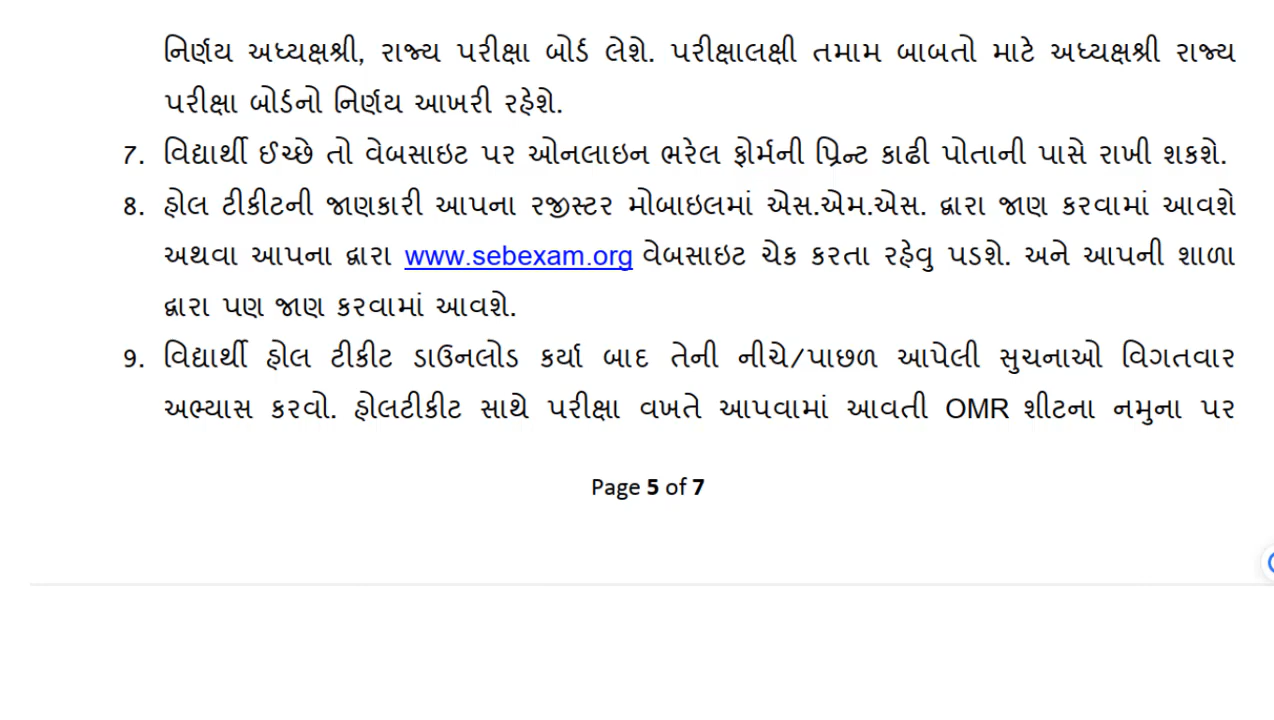 નિર્ણય અધ્યક્ષશ્રી, રાજ્ય પરીક્ષા બોર્ડ લેશે. પરીક્ષાલક્ષી તમામ બાબતો માટે અધ્યક્ષશ્રી રાજ્ય
પરીક્ષા બોર્ડનો નિર્ણય આખરી રહેશે.
7. વિદ્યાર્થી ઈચ્છે તો વેબસાઇટ પર ઓનલાઇન ભરેલ ફોર્મની પ્રિન્ટ કાઢી પોતાની પાસે રાખી શકશે.
8. હોલ ટીકીટની જાણકારી આપના રજીસ્ટર મોબાઇલમાં એસ.એમ.એસ. દ્વારા જાણ કરવામાં આવશે
અથવા આપના દ્વારા www.sebexam.org વેબસાઇટ ચેક કરતા રહેવુ પડશે. અને આપની શાળા
દ્વારા પણ જાણ કરવામાં આવશે.
9. વિદ્યાર્થી હોલ ટીકીટ ડાઉનલોડ કર્યા બાદ તેની નીચે/પાછળ આપેલી સુચનાઓ વિગતવાર
અભ્યાસ કરવો. હોલટીકીટ સાથે પરીક્ષા વખતે આપવામાં આવતી OMR શીટના નમુના પર
Page 5 of 7